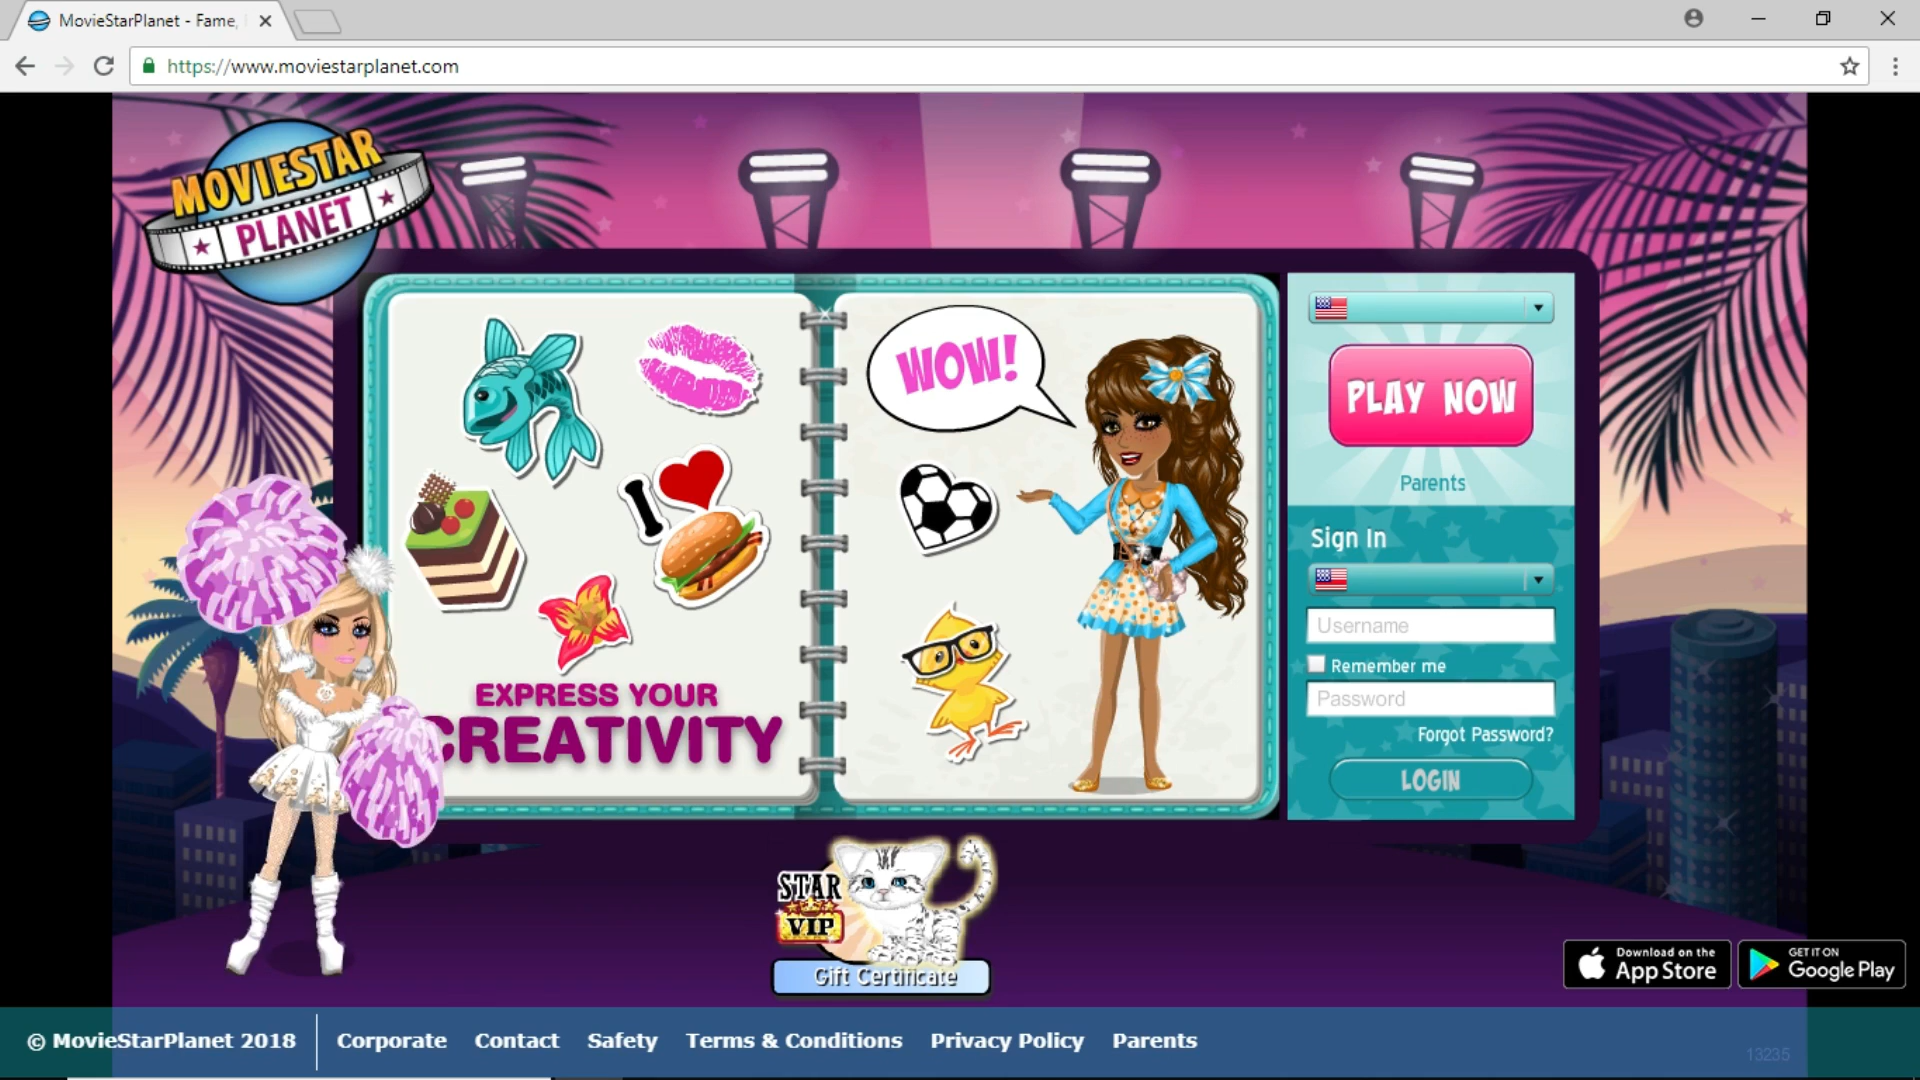 MovieStarPlanet - Fame,
https://www.moviestarplanet.com
MOVIESTAR
PLANET
WOW!
I
EXPRESS YOUR
CREATIVITY
PLAY NOW
Parents
Sign In
Username
Remember me
Password
Forgot Password?
LOGIN
STAR
VIP
Gift Certificate
Download on the
App Store
GET IT ON
Google Play
© MovieStarPlanet 2018
Corporate
Contact
Safety
Terms & Conditions
Privacy Policy
Parents
13235